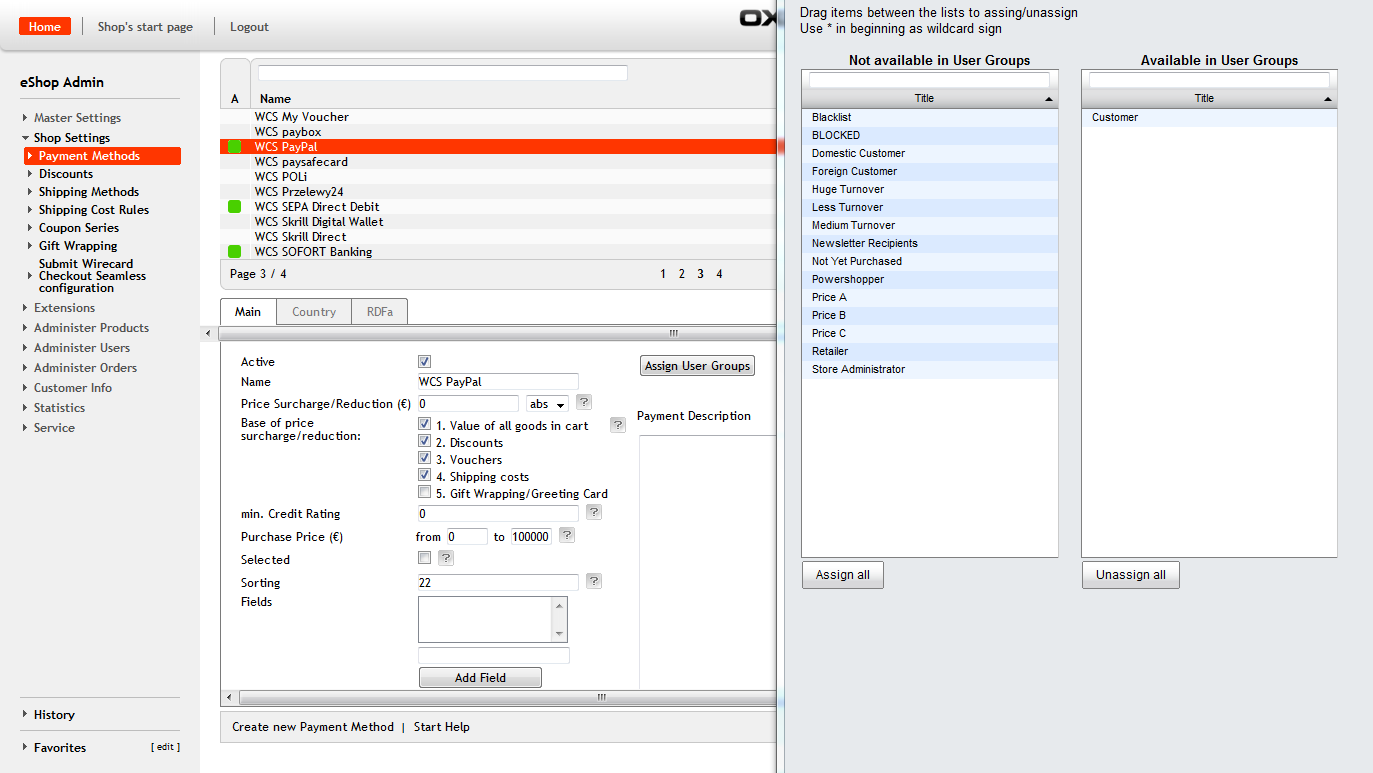 Home
Shop's start page
Logout
OX
eShop Admin
Master Settings
Shop Settings
Payment Methods
Discounts
Shipping Methods
Shipping Cost Rules
Coupon Series
Gift Wrapping
Submit Wirecard
Checkout Seamless
configuration
Extensions
Administer Products
Administer Users
Administer Orders
Customer Info
Statistics
Service
History
Favorites
[ edit ]
A
Name
WCS My Voucher
WCS paybox
WCS PayPal
WCS paysafecard
WCS POLi
WCS Przelewy24
WCS SEPA Direct Debit
WCS Skrill Digital Wallet
WCS Skrill Direct
WCS SOFORT Banking
Page 3 / 4
1 2 3 4
Main
Country
RDFa
Active
Name
WCS PayPal
Price Surcharge/Reduction (€)
0
abs
?
Base of price
surcharge/reduction:
1. Value of all goods in cart
?
2. Discounts
3. Vouchers
4. Shipping costs
5. Gift Wrapping/Greeting Card
min. Credit Rating
0
?
Purchase Price (€)
from 0 to 100000
?
Selected
?
Sorting
22
?
Fields
Add Field
Assign User Groups
Payment Description
Create new Payment Method | Start Help
Drag items between the lists to assing/unassign
Use * in beginning as wildcard sign
Not available in User Groups
Title
Blacklist
BLOCKED
Domestic Customer
Foreign Customer
Huge Turnover
Less Turnover
Medium Turnover
Newsletter Recipients
Not Yet Purchased
Powershopper
Price A
Price B
Price C
Retailer
Store Administrator
Assign all
Available in User Groups
Title
Customer
Unassign all